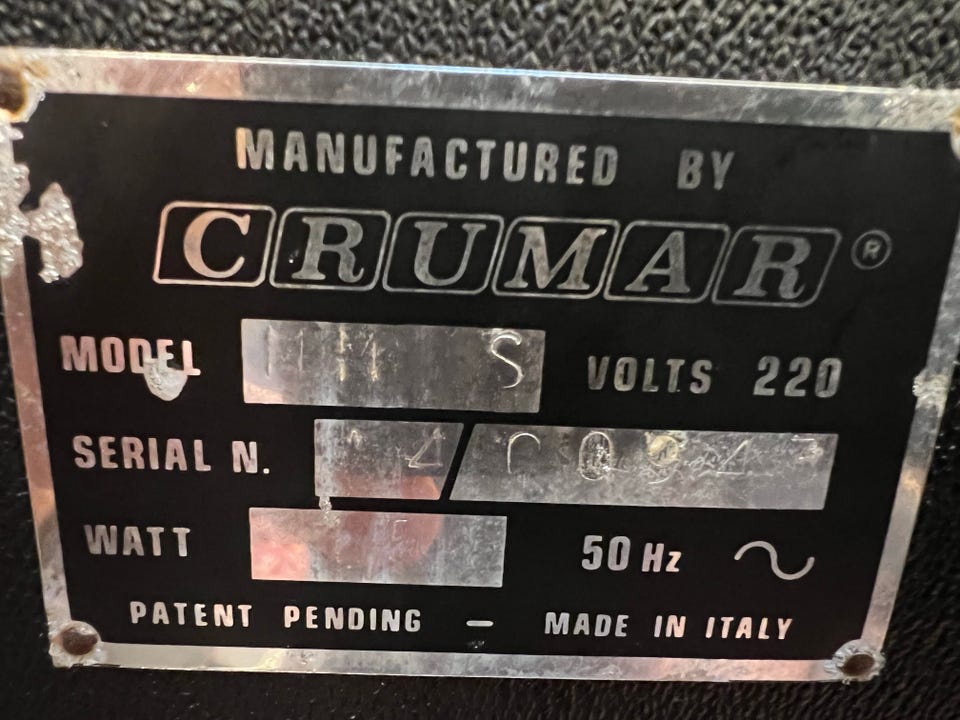 MANUFACTURED BY
CRUMAR ®
MODEL S VOLTS 220
SERIAL N.
WATT 50 Hz
PATENT PENDING — MADE IN ITALY